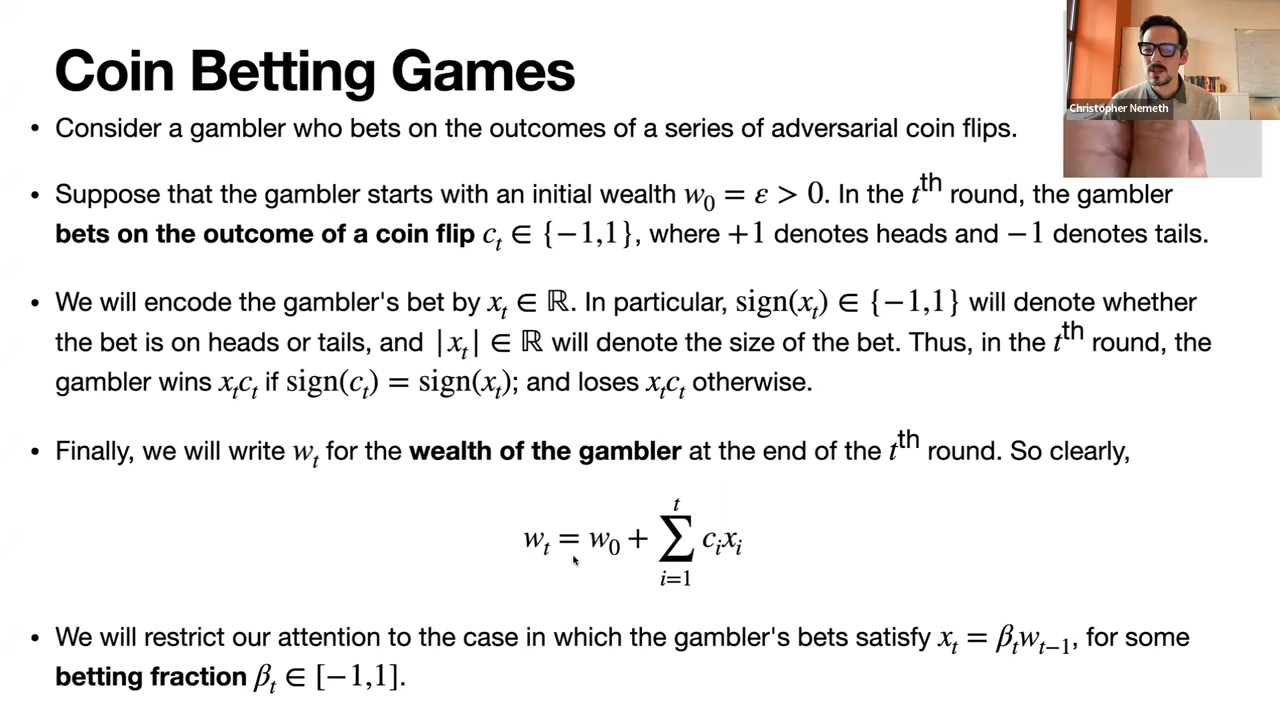 Coin Betting Games
Christopher Nemeth
• Consider a gambler who bets on the outcomes of a series of adversarial coin flips.
• Suppose that the gambler starts with an initial wealth w₀ = ε > 0. In the tᵗʰ round, the gambler
bets on the outcome of a coin flip cₜ ∈ {−1,1}, where +1 denotes heads and −1 denotes tails.
• We will encode the gambler's bet by xₜ ∈ ℝ. In particular, sign(xₜ) ∈ {−1,1} will denote whether
the bet is on heads or tails, and |xₜ| ∈ ℝ will denote the size of the bet. Thus, in the tᵗʰ round, the
gambler wins xₜcₜ if sign(cₜ) = sign(xₜ); and loses xₜcₜ otherwise.
• Finally, we will write wₜ for the wealth of the gambler at the end of the tᵗʰ round. So clearly,
wₜ = w₀ + ∑ᵢ₌₁ᵗ cᵢxᵢ
• We will restrict our attention to the case in which the gambler's bets satisfy xₜ = βₜwₜ₋₁, for some
betting fraction βₜ ∈ [−1,1].